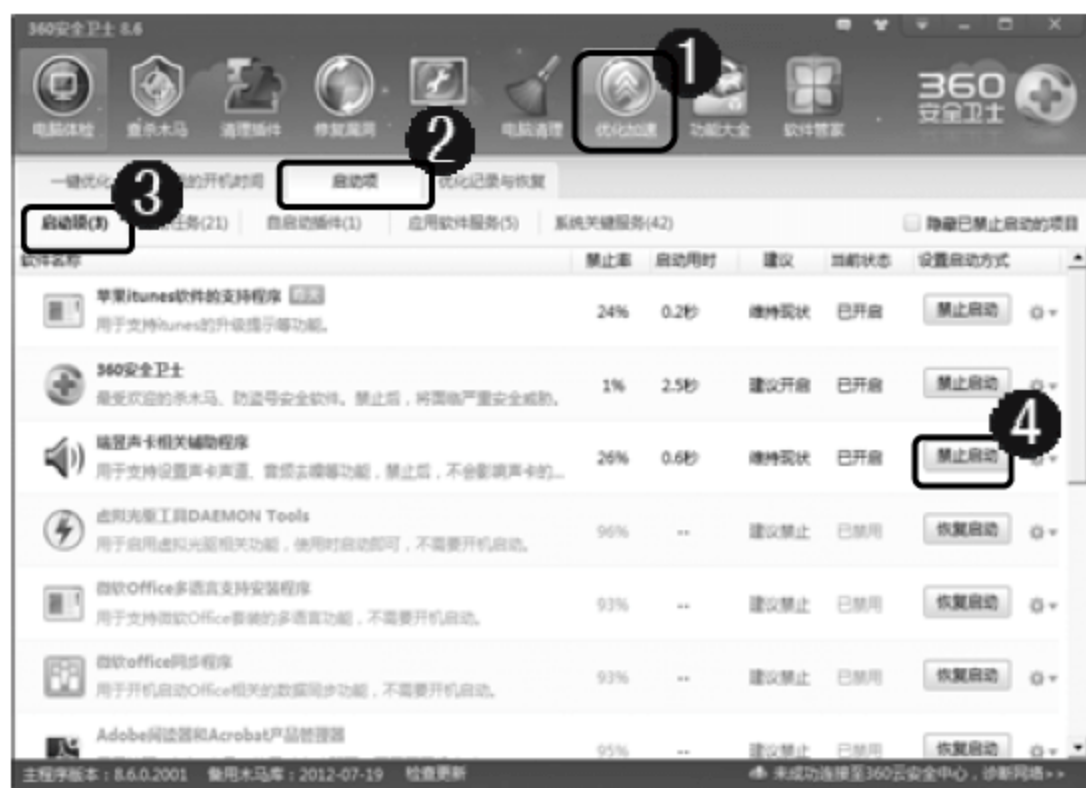 360安全卫士 8.6
1
360
安全卫士
电脑体检 查杀木马 清理插件 修复漏洞 电脑清理 优化加速 功能大全 软件管家
2
3
一键优化 的开机时间 启动项 优化记录与恢复
启动项(3) 任务(21) 自启动插件(1) 应用软件服务(5) 系统关键服务(42) 隐藏已禁止启动的项目
软件名称 禁止率 启动用时 建议 当前状态 设置启动方式
苹果itunes软件的支持程序
用于支持itunes的升级提示等功能。 24% 0.2秒 维持现状 已开启 禁止启动
360安全卫士
最受欢迎的杀木马、防盗号安全软件。禁止后，将面临严重安全威胁。 1% 2.5秒 建议开启 已开启 禁止启动
4
瑞昱声卡相关辅助程序
用于支持设置声卡声道、音频去噪等功能，禁止后，不会影响声卡的... 26% 0.6秒 维持现状 已开启 禁止启动
虚拟光驱工具DAEMON Tools
用于启用虚拟光驱相关功能，使用时启动即可，不需要开机启动。 96% -- 建议禁止 已禁用 恢复启动
微软Office多语言支持安装程序
用于支持微软Office套装的多语言功能，不需要开机启动。 93% -- 建议禁止 已禁用 恢复启动
微软office同步程序
用于开机启动Office相关的数据同步功能，不需要开机启动。 93% -- 建议禁止 已禁用 恢复启动
Adobe阅读器和Acrobat产品管理器
95% -- 建议禁止 已禁用 恢复启动
主程序版本：8.6.0.2001 备用木马库：2012-07-19 检查更新 未成功连接至360云安全中心，诊断网络>>